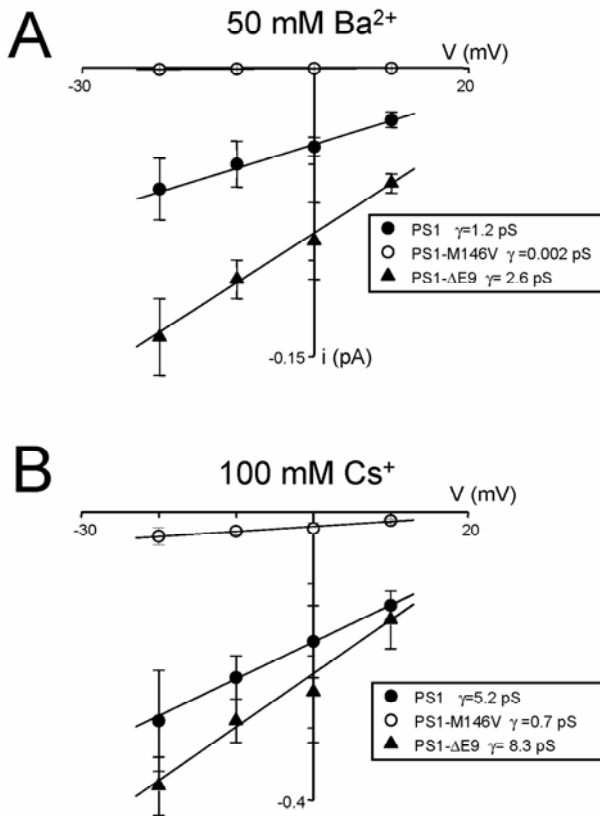 A
50 mM Ba²⁺
V (mV)
-30
20
PS1 γ=1.2 pS
PS1-M146V γ =0.002 pS
PS1-ΔE9 γ= 2.6 pS
-0.15
i (pA)
B
100 mM Cs⁺
V (mV)
-30
20
PS1 γ=5.2 pS
PS1-M146V γ =0.7 pS
PS1-ΔE9 γ= 8.3 pS
-0.4